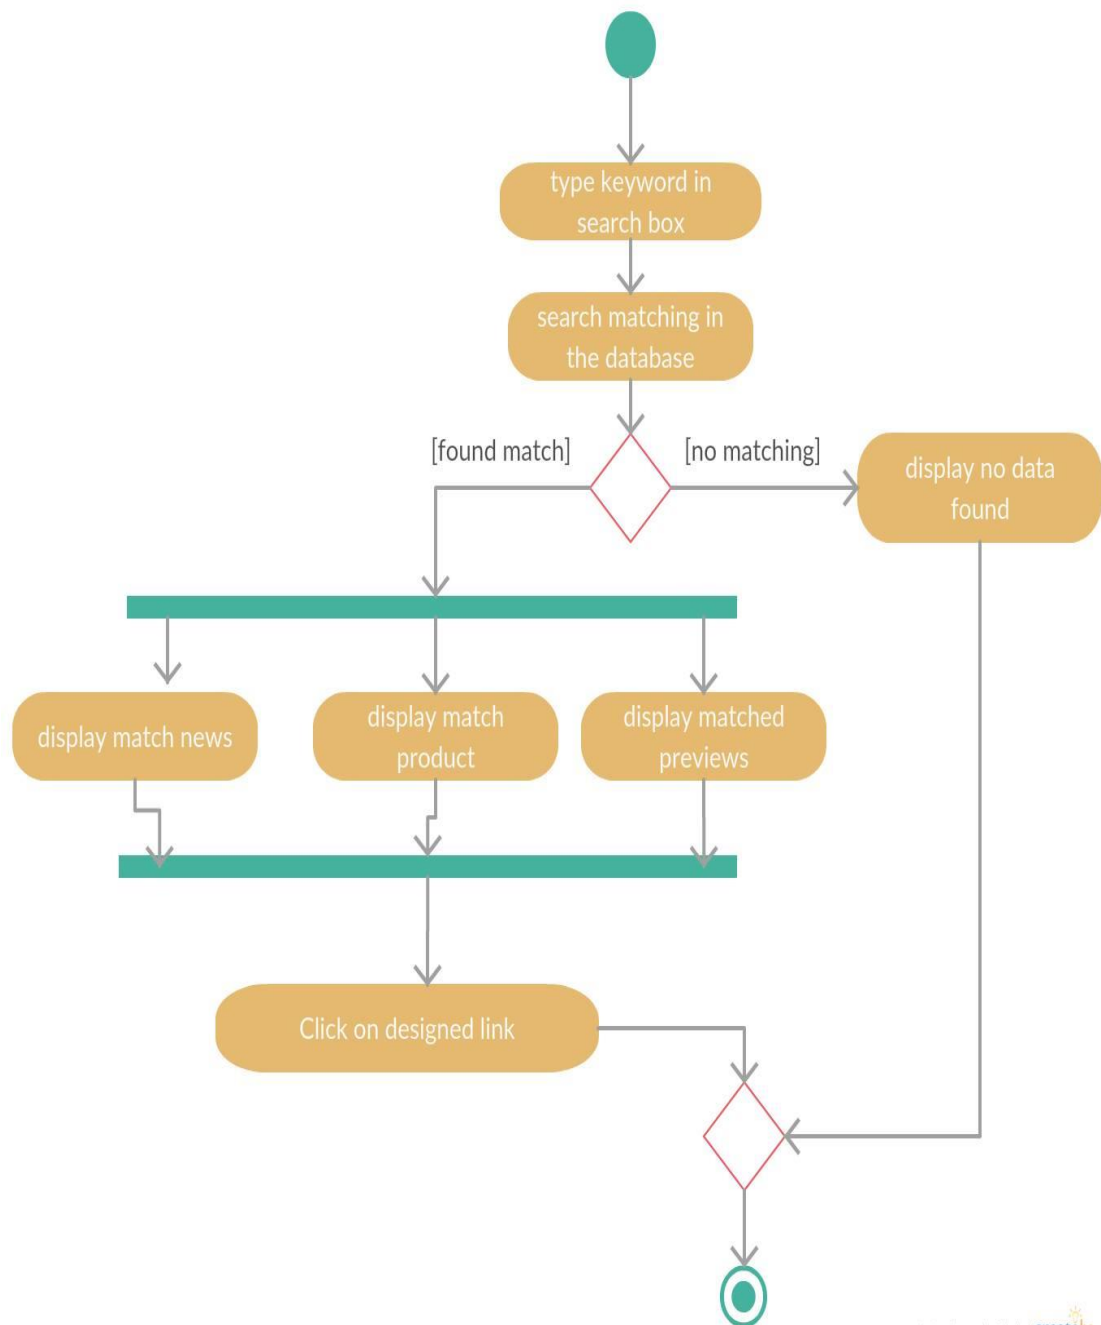 type keyword in
search box
search matching in
the database
[found match]
[no matching]
display no data
found
display match news
display match
product
display matched
previews
Click on designed link